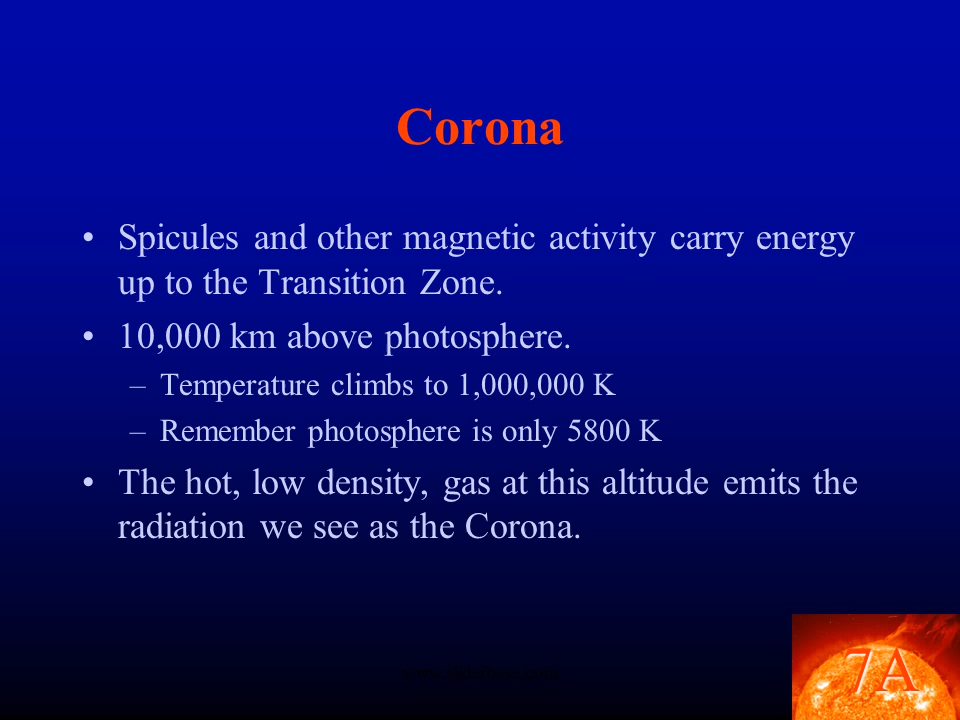 Corona
• Spicules and other magnetic activity carry energy
up to the Transition Zone.
• 10,000 km above photosphere.
– Temperature climbs to 1,000,000 K
– Remember photosphere is only 5800 K
• The hot, low density, gas at this altitude emits the
radiation we see as the Corona.
7A